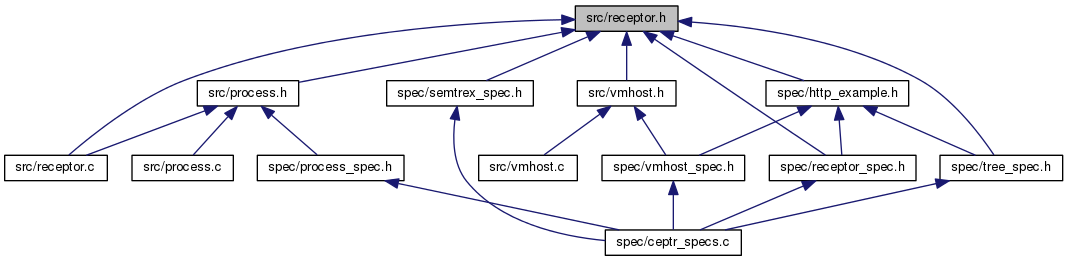 src/receptor.h
src/process.h
spec/semtrex_spec.h
src/vmhost.h
spec/http_example.h
src/receptor.c
src/process.c
spec/process_spec.h
src/vmhost.c
spec/vmhost_spec.h
spec/receptor_spec.h
spec/tree_spec.h
spec/ceptr_specs.c